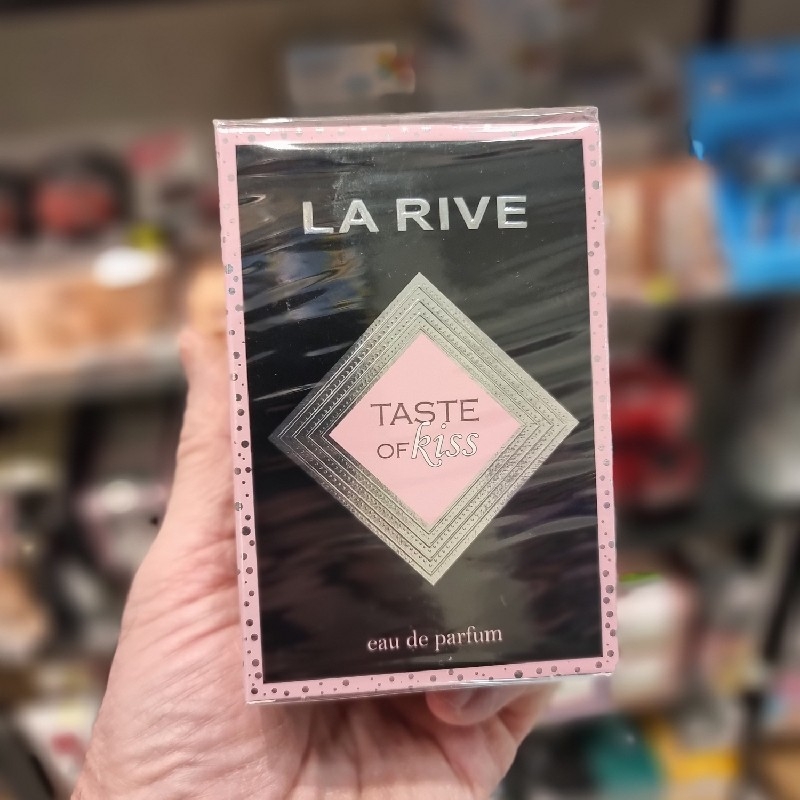 LA RIVE
TASTE
OF kiss
eau de parfum